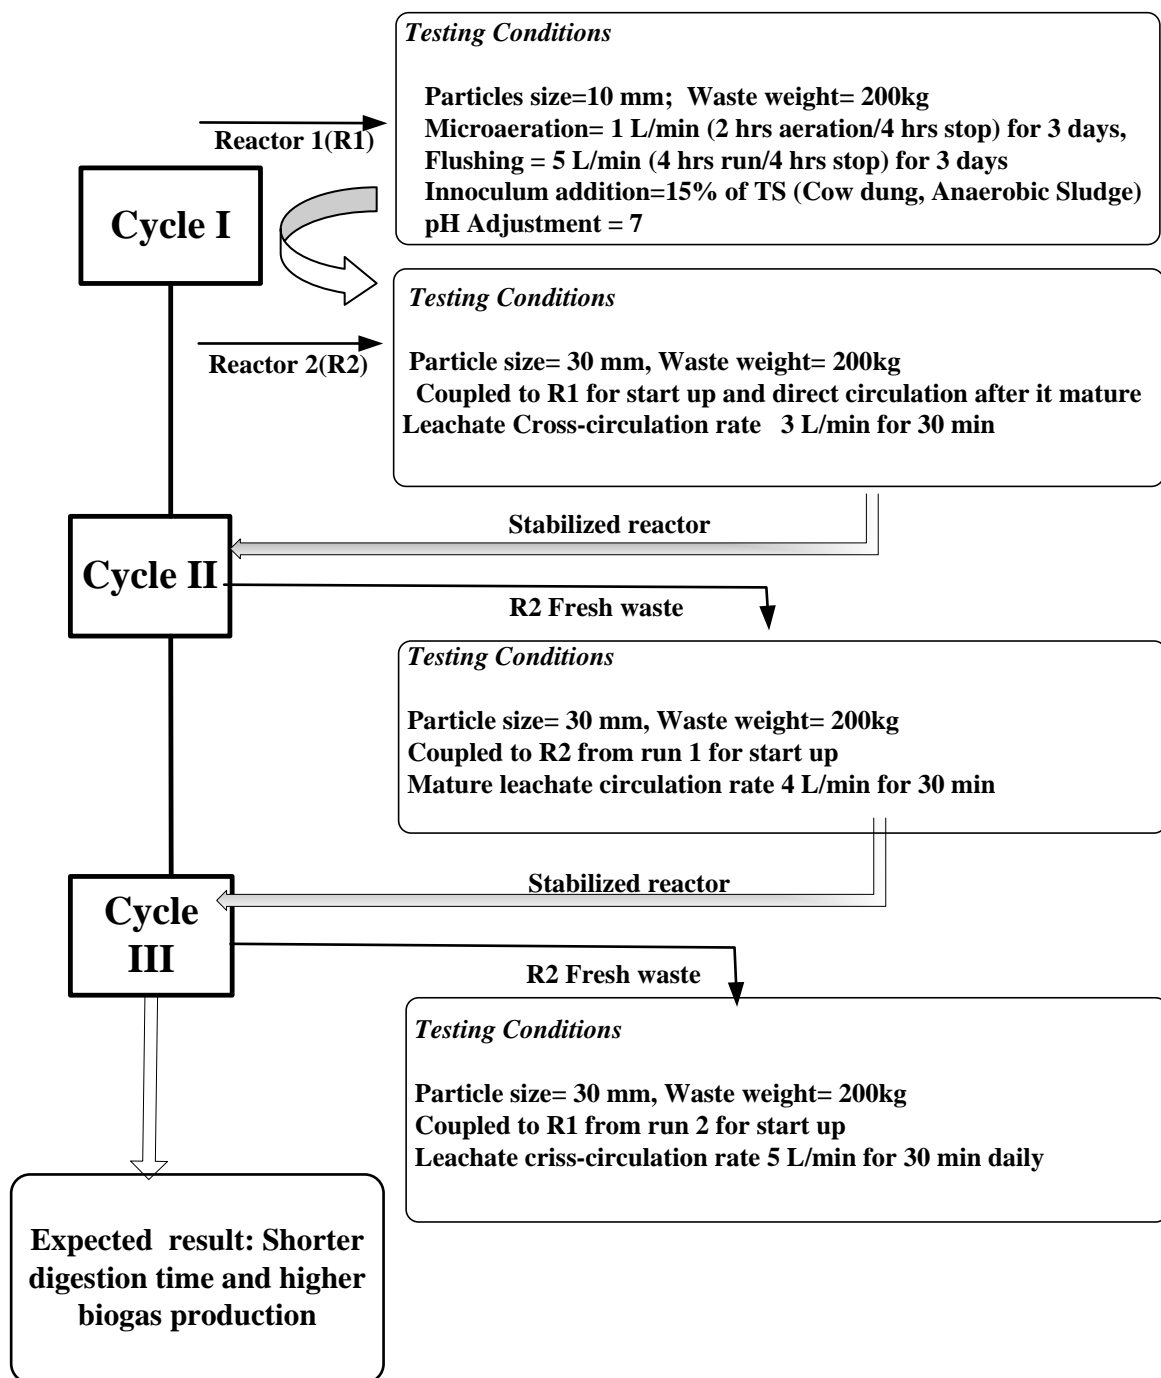 Testing Conditions
Particles size=10 mm;  Waste weight= 200kg
Microaeration= 1 L/min (2 hrs aeration/4 hrs stop) for 3 days,
Flushing = 5 L/min (4 hrs run/4 hrs stop) for 3 days
Innoculum addition=15% of TS (Cow dung, Anaerobic Sludge)
pH Adjustment = 7
Reactor 1(R1)
Cycle I
Testing Conditions
Particle size= 30 mm, Waste weight= 200kg
Coupled to R1 for start up and direct circulation after it mature
Leachate Cross-circulation rate   3 L/min for 30 min
Reactor 2(R2)
Stabilized reactor
Cycle II
R2 Fresh waste
Testing Conditions
Particle size= 30 mm, Waste weight= 200kg
Coupled to R2 from run 1 for start up
Mature leachate circulation rate 4 L/min for 30 min
Stabilized reactor
Cycle
III
R2 Fresh waste
Testing Conditions
Particle size= 30 mm, Waste weight= 200kg
Coupled to R1 from run 2 for start up
Leachate criss-circulation rate 5 L/min for 30 min daily
Expected  result: Shorter
digestion time and higher
biogas production